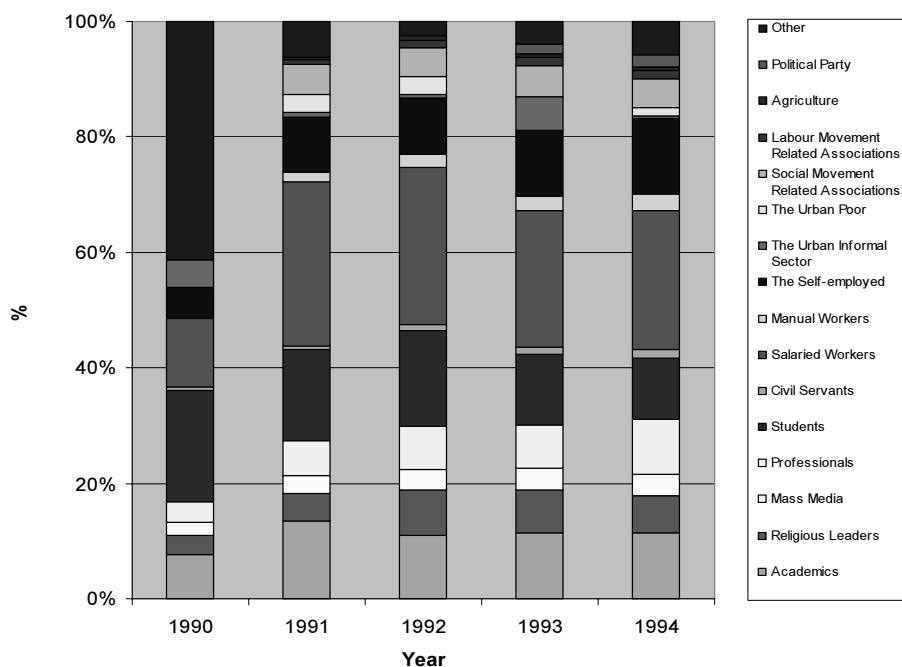 100%
80%
60%
40%
20%
0%
%
1990 1991 1992 1993 1994
Year
Other
Political Party
Agriculture
Labour Movement
Related Associations
Social Movement
Related Associations
The Urban Poor
The Urban Informal
Sector
The Self-employed
Manual Workers
Salaried Workers
Civil Servants
Students
Professionals
Mass Media
Religious Leaders
Academics